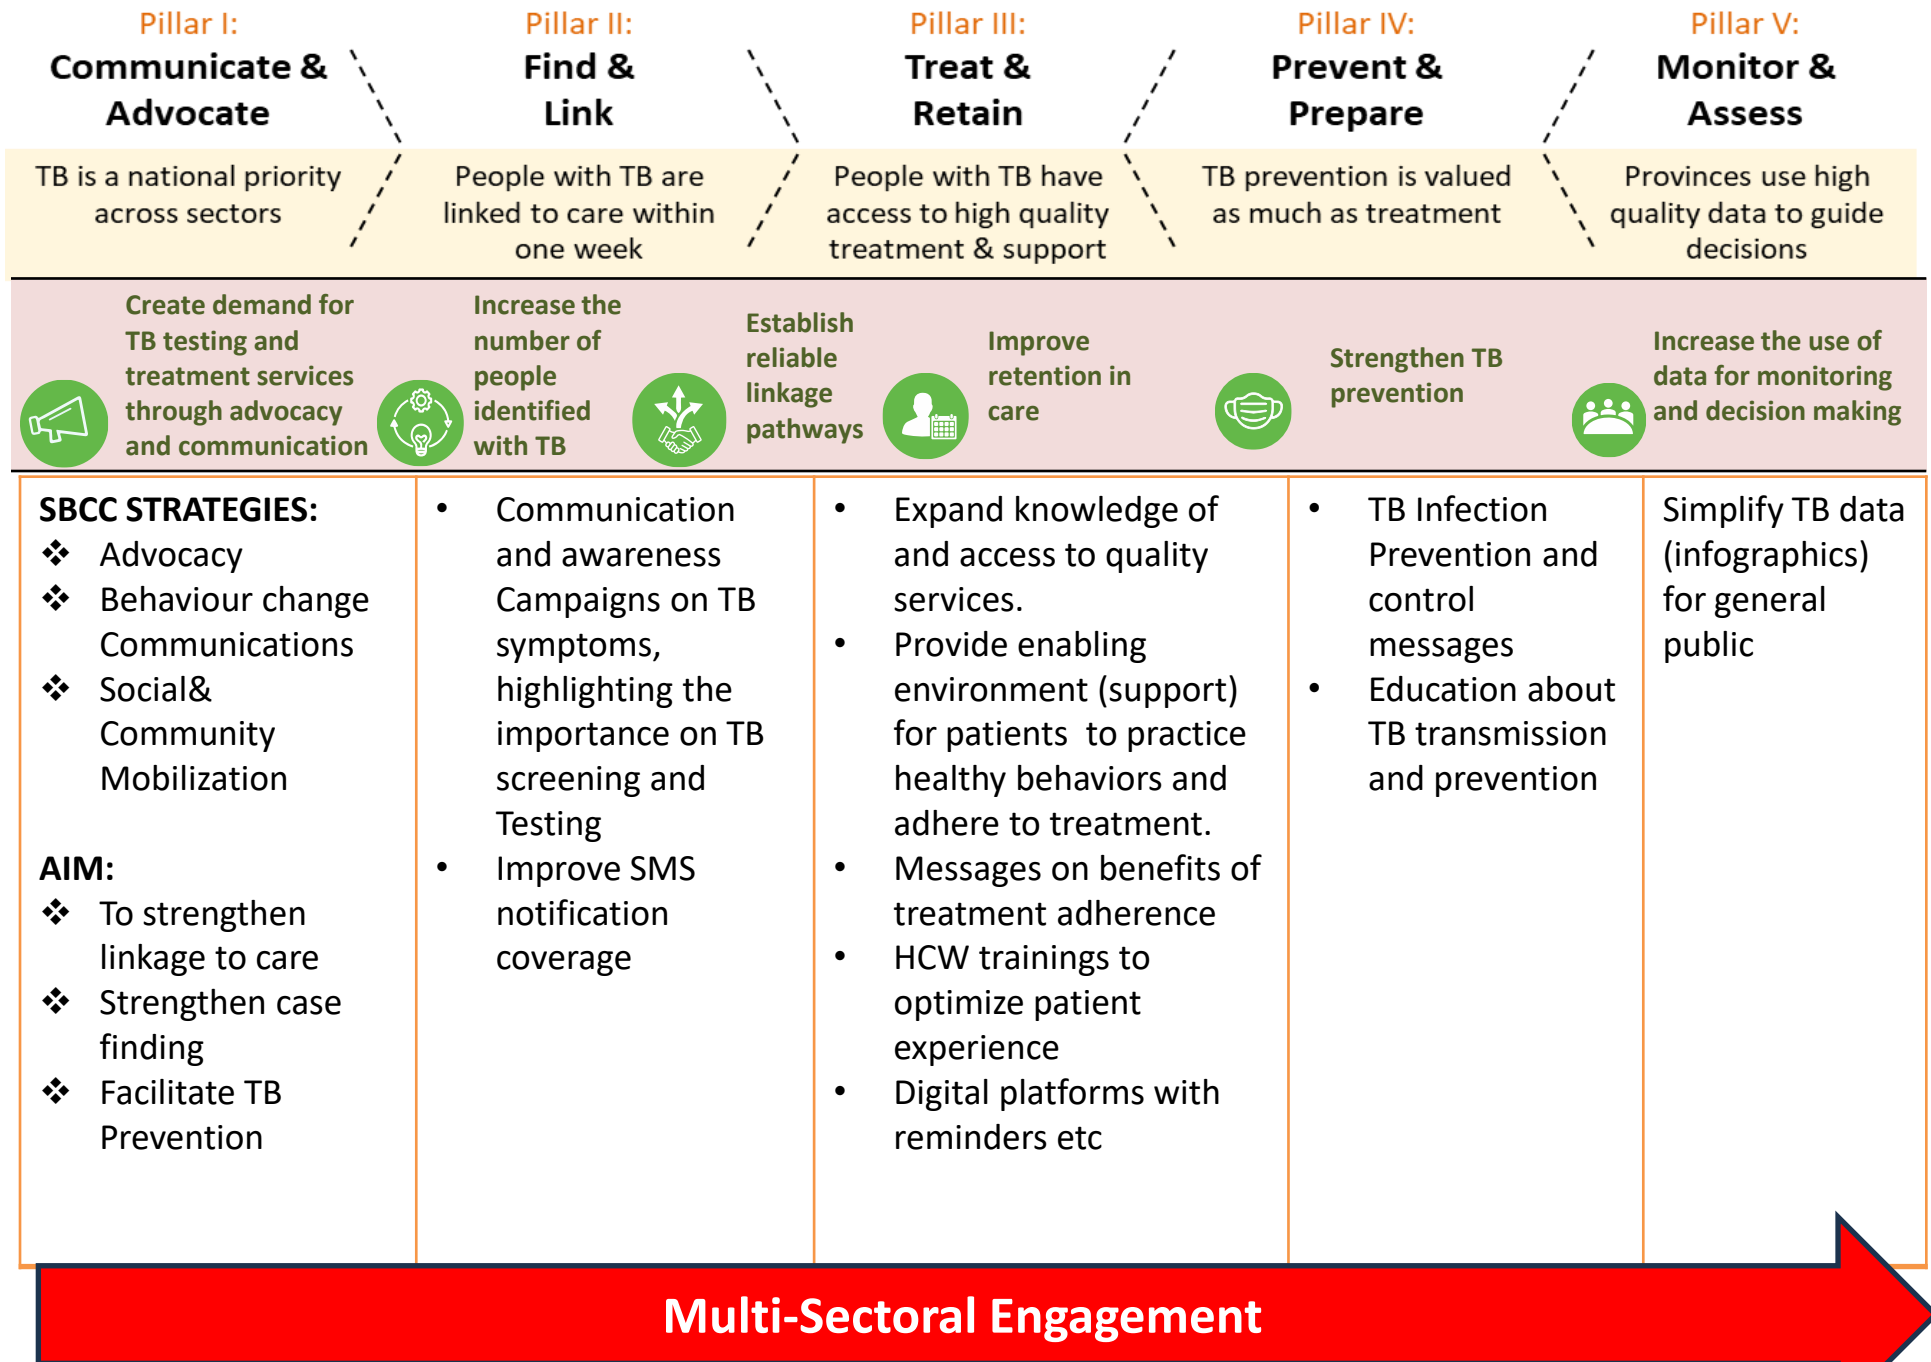 Pillar I:
Communicate &
Advocate
Pillar II:
Find &
Link
Pillar III:
Treat &
Retain
Pillar IV:
Prevent &
Prepare
Pillar V:
Monitor &
Assess
TB is a national priority
across sectors
People with TB are
linked to care within
one week
People with TB have
access to high quality
treatment & support
TB prevention is valued
as much as treatment
Provinces use high
quality data to guide
decisions
Create demand for
TB testing and
treatment services
through advocacy
and communication
Increase the
number of
people
identified
with TB
Establish
reliable
linkage
pathways
Improve
retention in
care
Strengthen TB
prevention
Increase the use of
data for monitoring
and decision making
SBCC STRATEGIES:
❖ Advocacy
❖ Behaviour change
Communications
❖ Social&
Community
Mobilization
AIM:
❖ To strengthen
linkage to care
❖ Strengthen case
finding
❖ Facilitate TB
Prevention
• Communication
and awareness
Campaigns on TB
symptoms,
highlighting the
importance on TB
screening and
Testing
• Improve SMS
notification
coverage
• Expand knowledge of
and access to quality
services.
• Provide enabling
environment (support)
for patients  to practice
healthy behaviors and
adhere to treatment.
• Messages on benefits of
treatment adherence
• HCW trainings to
optimize patient
experience
• Digital platforms with
reminders etc
• TB Infection
Prevention and
control
messages
• Education about
TB transmission
and prevention
Simplify TB data
(infographics)
for general
public
Multi-Sectoral Engagement